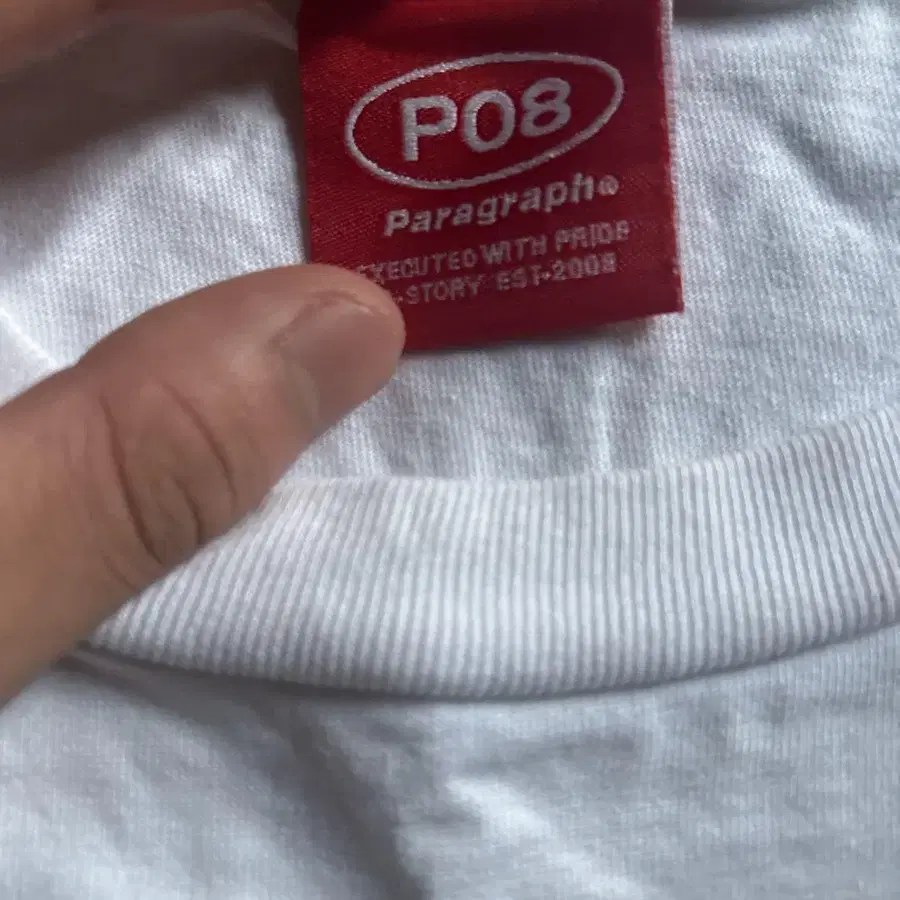 P08
Paragraph®
EXECUTED WITH PRIDE
STORY EST-2008